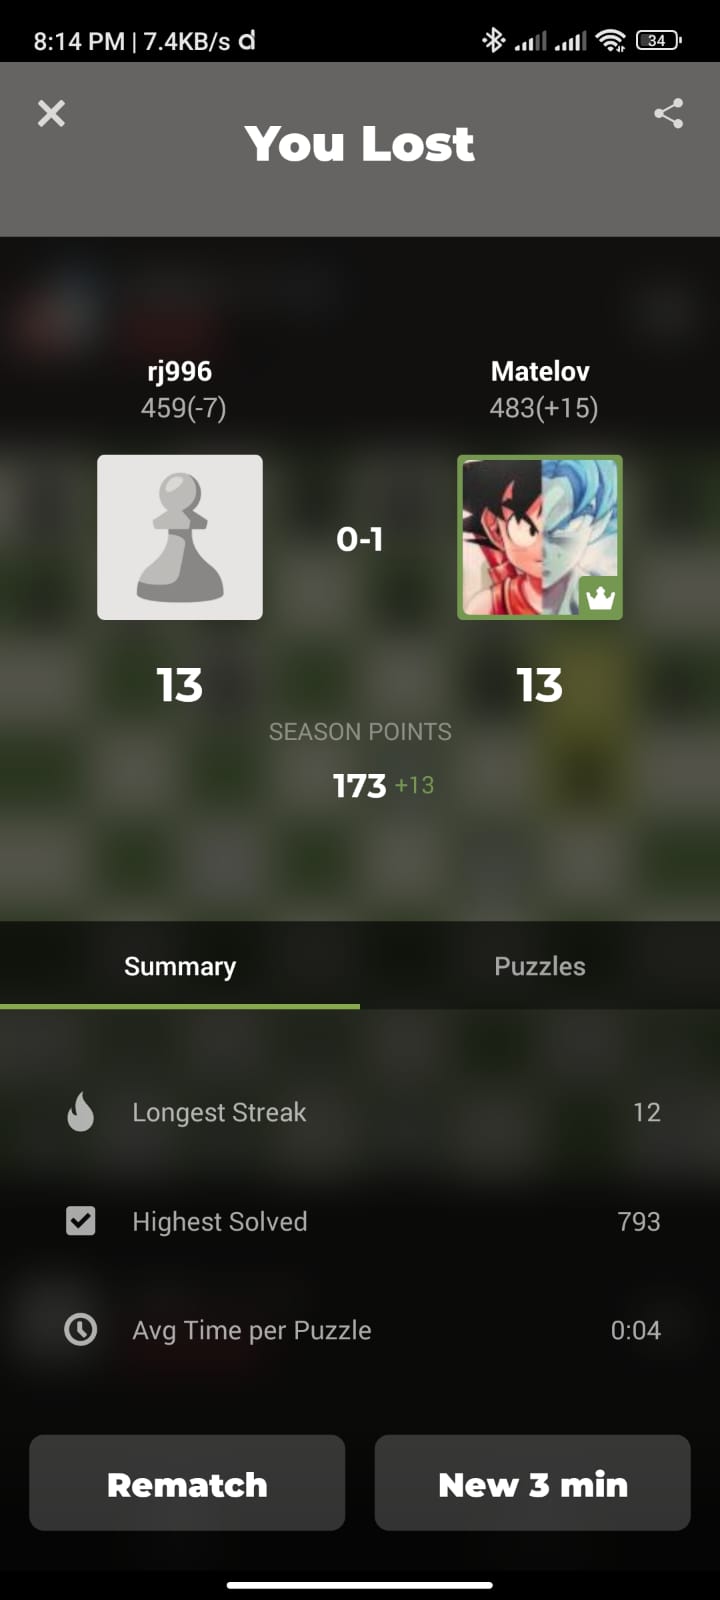 8:14 PM | 7.4KB/s d
34
You Lost
rj996
459(-7)
Matelov
483(+15)
0-1
13
13
SEASON POINTS
173 +13
Summary
Puzzles
Longest Streak 12
Highest Solved 793
Avg Time per Puzzle 0:04
Rematch
New 3 min